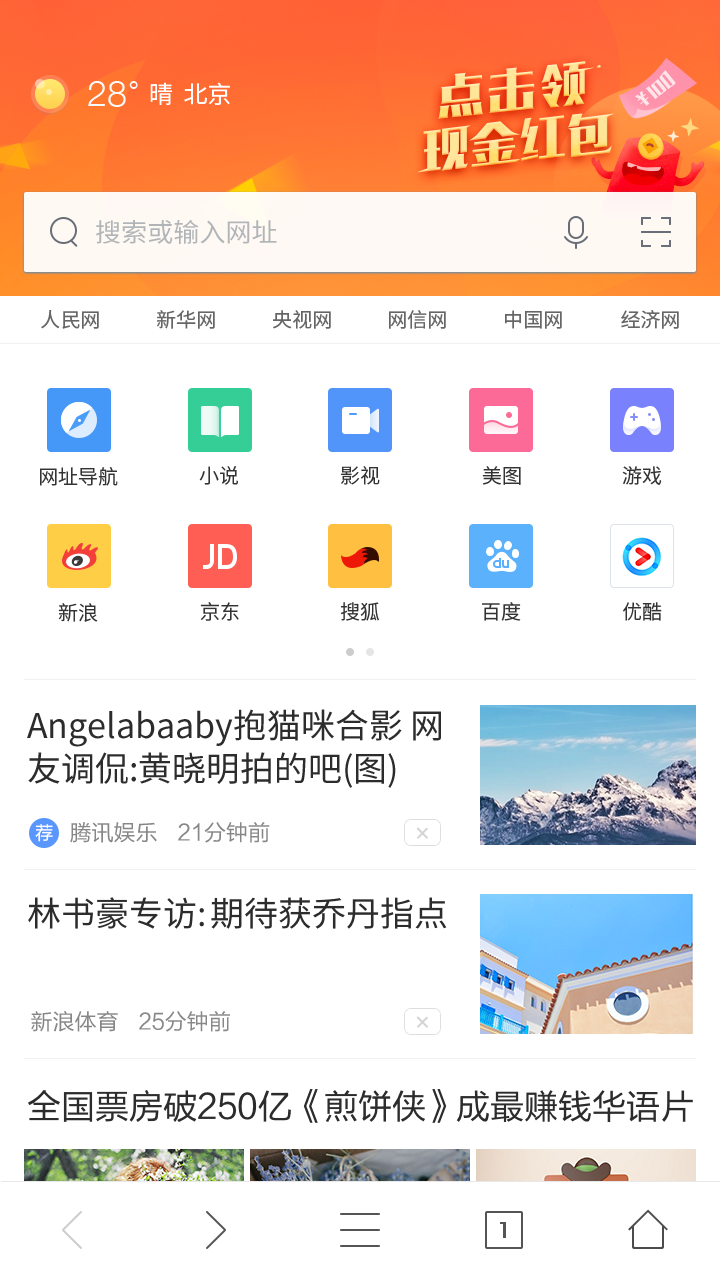 28° 晴 北京
点击领
现金红包
¥100
搜索或输入网址
人民网 新华网 央视网 网信网 中国网 经济网
网址导航 小说 影视 美图 游戏
JD du
新浪 京东 搜狐 百度 优酷
Angelabaaby抱猫咪合影 网
友调侃:黄晓明拍的吧(图)
荐 腾讯娱乐 21分钟前
林书豪专访:期待获乔丹指点
新浪体育 25分钟前
全国票房破250亿《煎饼侠》成最赚钱华语片
1